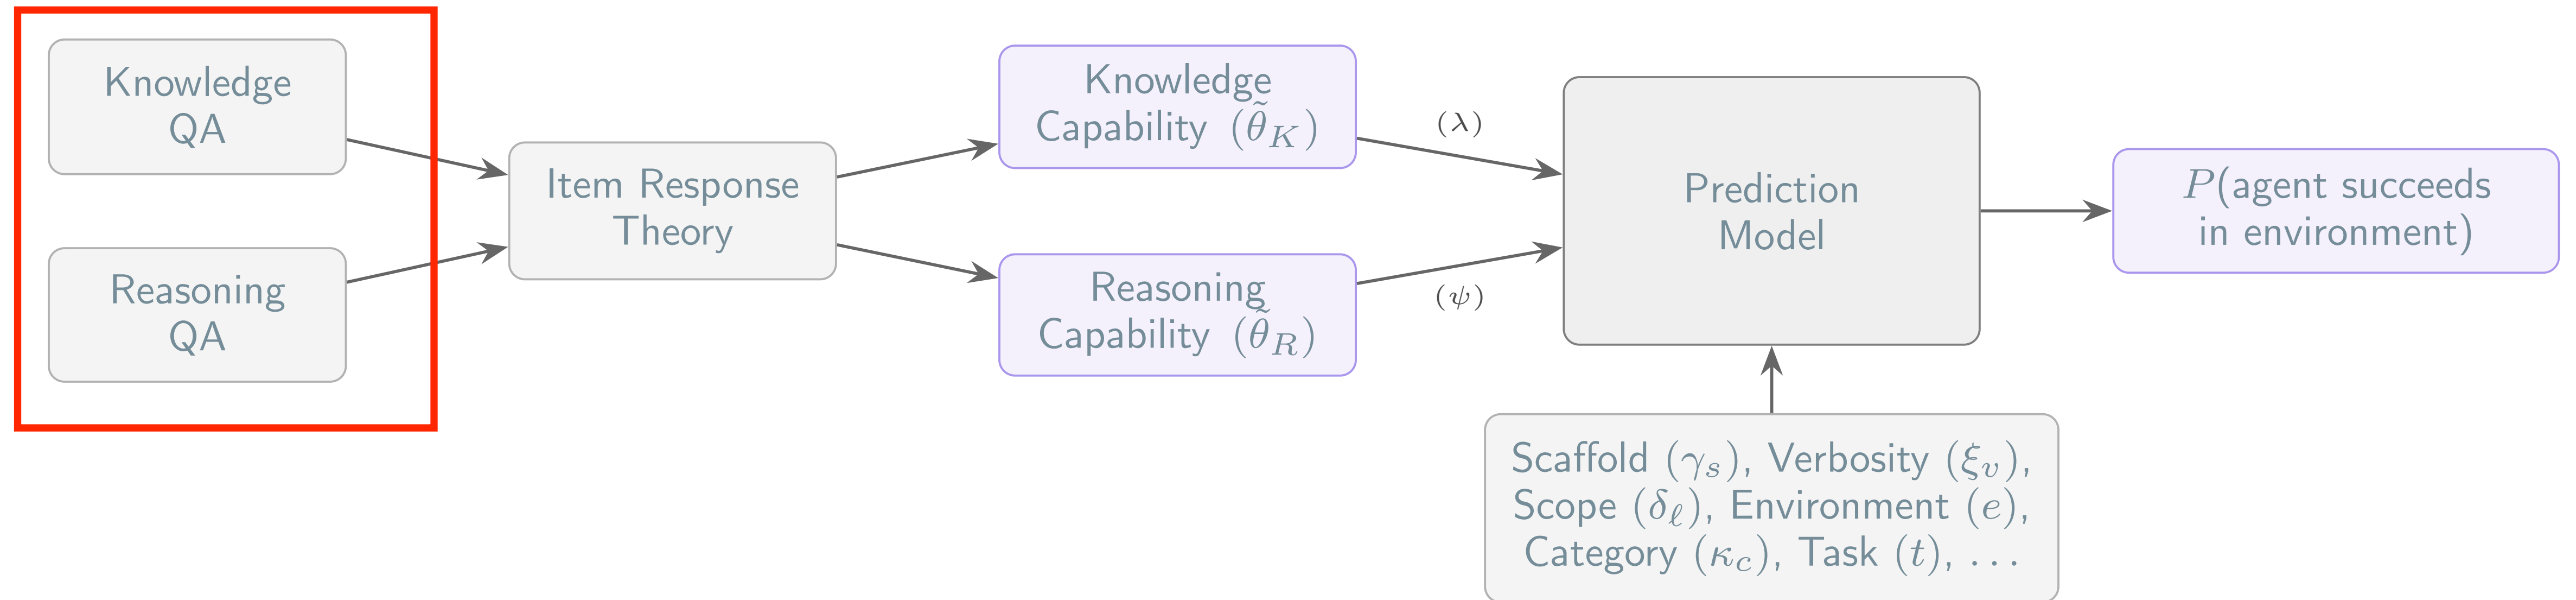 Knowledge
QA
Reasoning
QA
Item Response
Theory
Knowledge
Capability (θ̃_K)
Reasoning
Capability (θ̃_R)
(λ)
(ψ)
Prediction
Model
Scaffold (γ_s), Verbosity (ξ_v),
Scope (δ_ℓ), Environment (e),
Category (κ_c), Task (t), ...
P(agent succeeds
in environment)